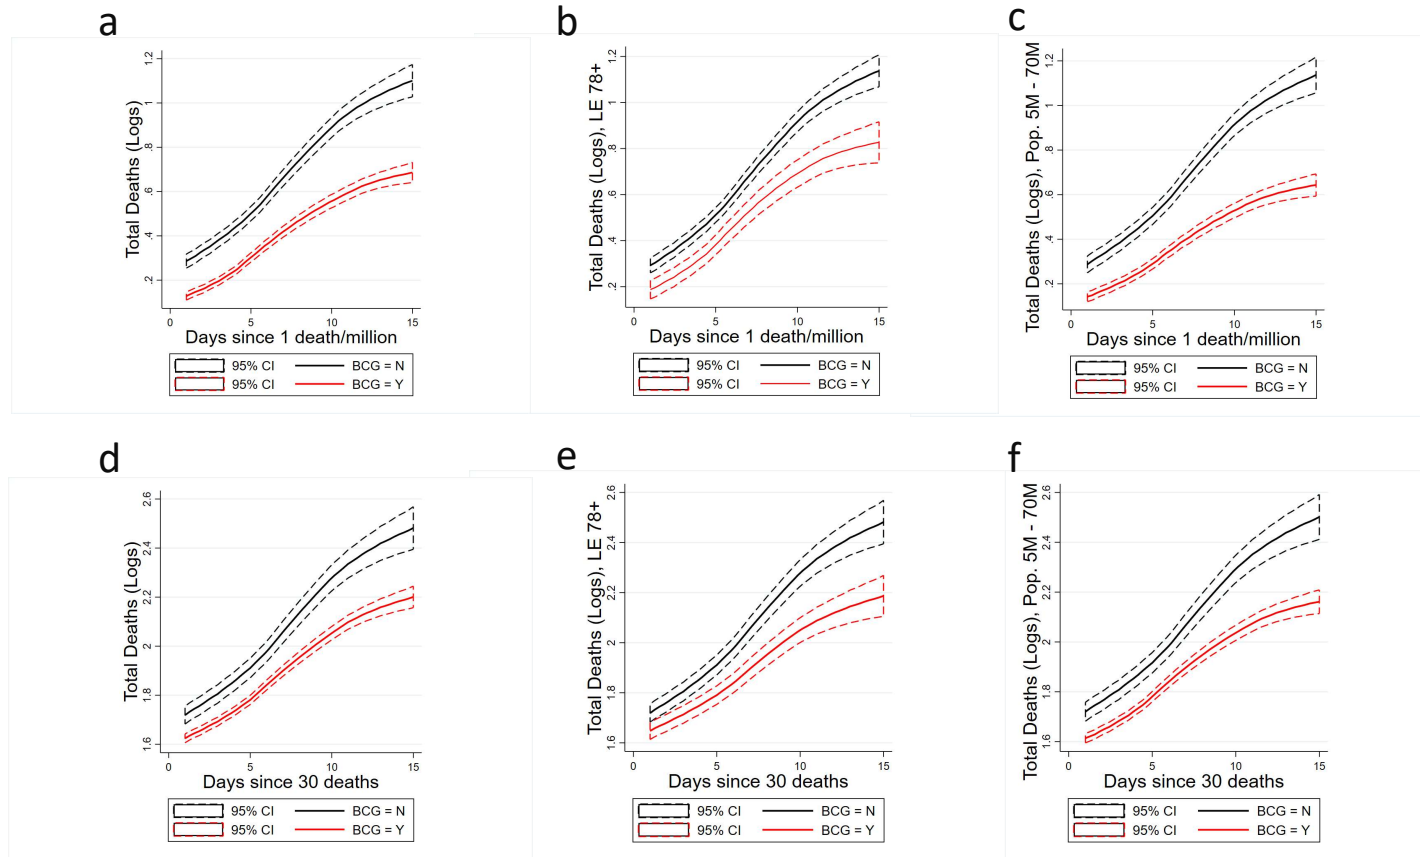 a
Total Deaths (Logs)
1.2
1
.8
.6
.4
.2
0 5 10 15
Days since 1 death/million
95% CI BCG = N
95% CI BCG = Y
b
Total Deaths (Logs), LE 78+
1.2
1
.8
.6
.4
.2
0 5 10 15
Days since 1 death/million
95% CI BCG = N
95% CI BCG = Y
c
Total Deaths (Logs), Pop. 5M - 70M
1.2
1
.8
.6
.4
.2
0 5 10 15
Days since 1 death/million
95% CI BCG = N
95% CI BCG = Y
d
Total Deaths (Logs)
2.6
2.4
2.2
2
1.8
1.6
0 5 10 15
Days since 30 deaths
95% CI BCG = N
95% CI BCG = Y
e
Total Deaths (Logs), LE 78+
2.6
2.4
2.2
2
1.8
1.6
0 5 10 15
Days since 30 deaths
95% CI BCG = N
95% CI BCG = Y
f
Total Deaths (Logs), Pop. 5M - 70M
2.6
2.4
2.2
2
1.8
1.6
0 5 10 15
Days since 30 deaths
95% CI BCG = N
95% CI BCG = Y